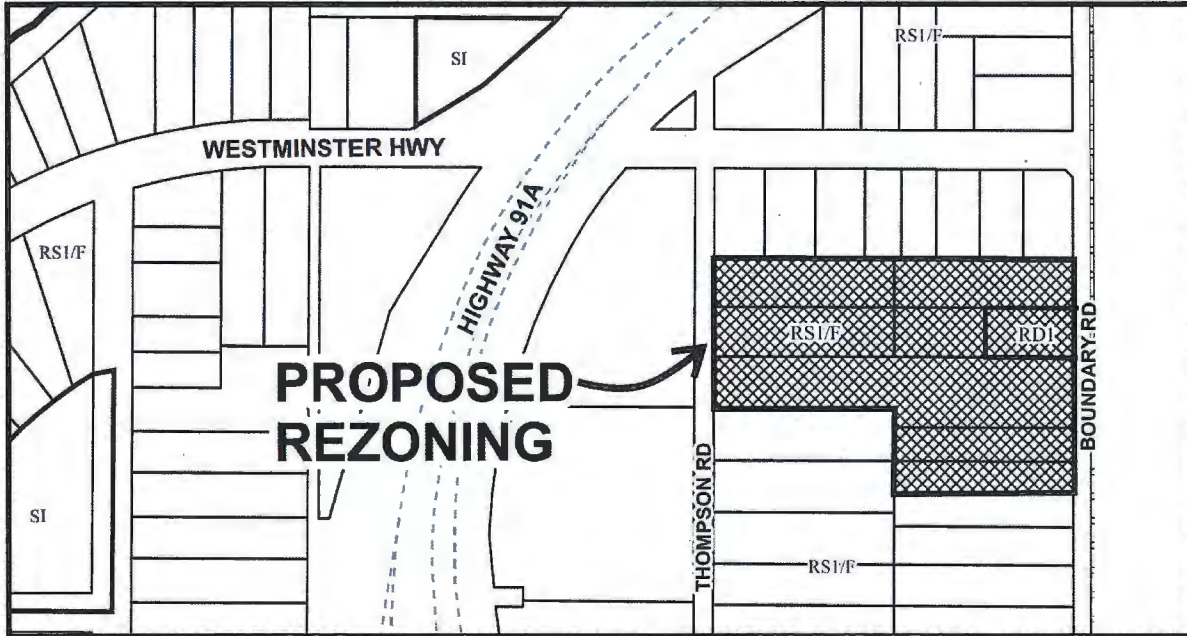 RS1/F
SI
WESTMINSTER HWY
HIGHWAY 91A
RS1/F
RS1/F
RD1
BOUNDARY RD
PROPOSED
REZONING
THOMPSON RD
SI
RS1/F